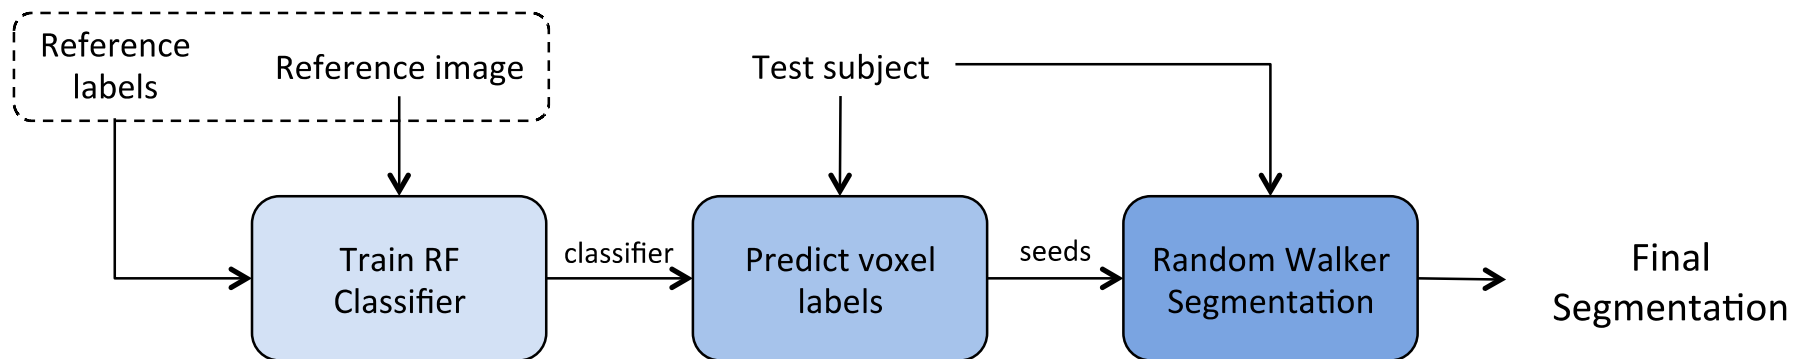 Reference
labels
Reference image
Test subject
Train RF
Classifier
classifier
Predict voxel
labels
seeds
Random Walker
Segmentation
Final
Segmentation